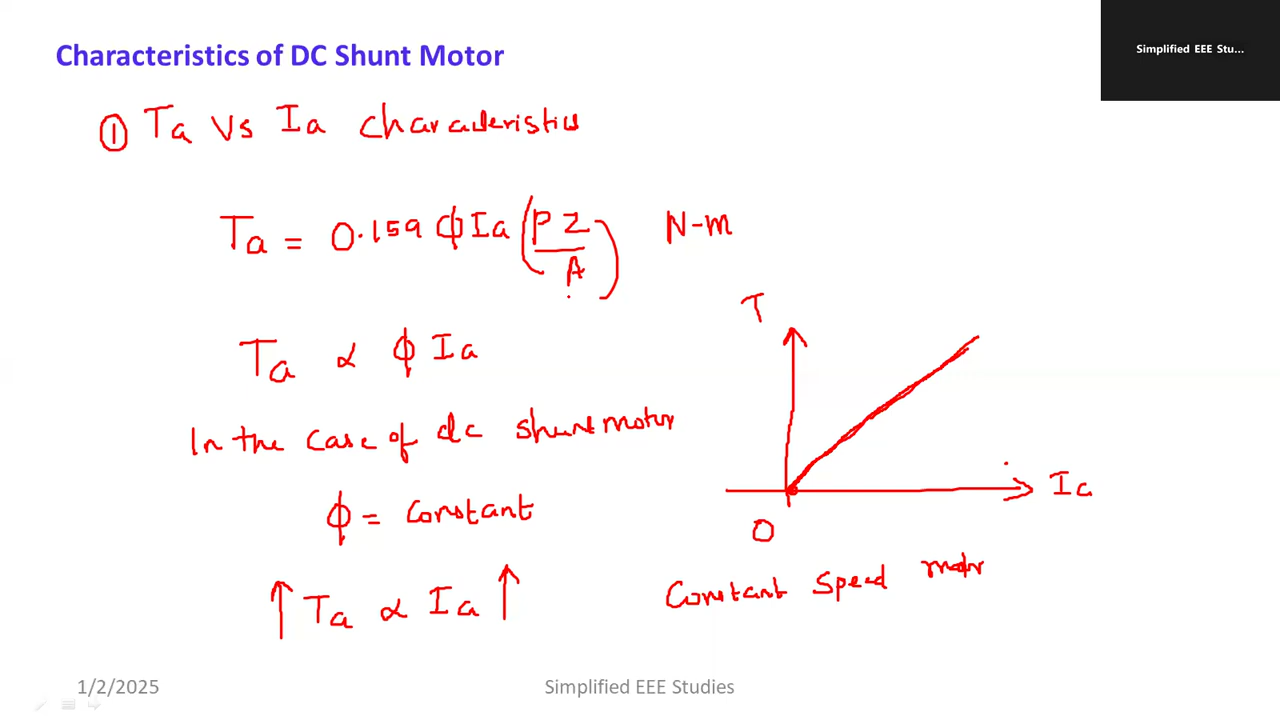 Characteristics of DC Shunt Motor
Simplified EEE Stu...
① Ta Vs Ia characteristics
Ta = 0.159 ϕ Ia (PZ/A) N-m
T
Ta ∝ ϕ Ia
In the case of dc shunt motor
Ia
ϕ = constant
0
Constant speed motor
↑ Ta ∝ Ia ↑
1/2/2025
Simplified EEE Studies